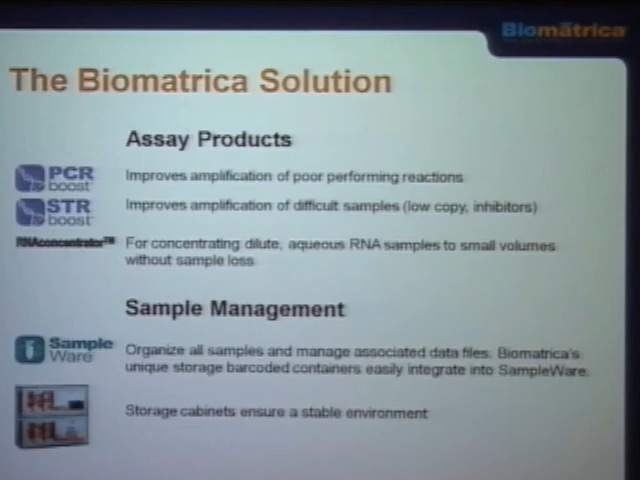 Biomātrica
The Biomatrica Solution
Assay Products
PCR
boost
Improves amplification of poor performing reactions
STR
boost
Improves amplification of difficult samples (low copy, inhibitors)
RNAconcentrator™
For concentrating dilute, aqueous RNA samples to small volumes
without sample loss
Sample Management
Sample
Ware
Organize all samples and manage associated data files. Biomatrica's
unique storage barcoded containers easily integrate into SampleWare.
Storage cabinets ensure a stable environment